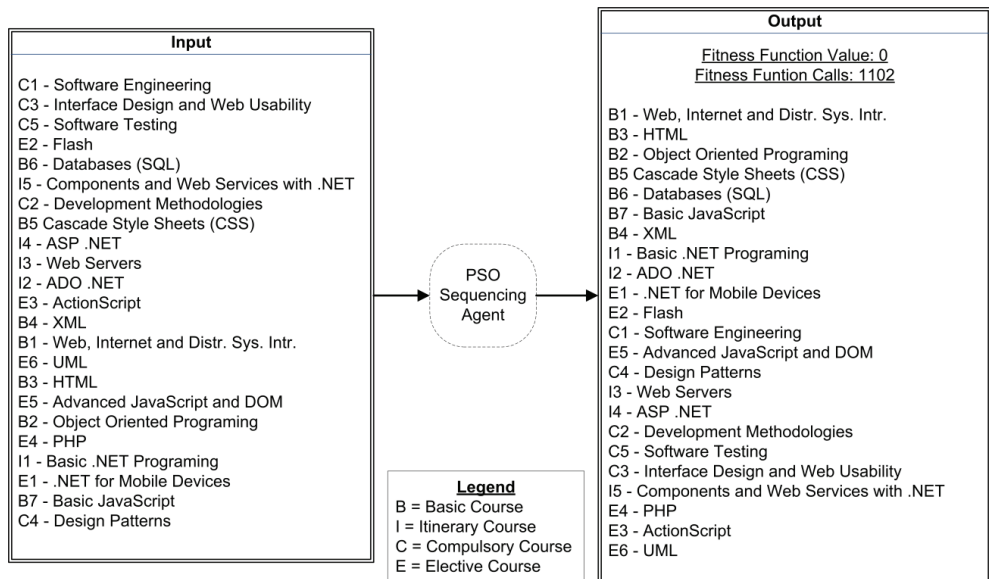 Input
C1 - Software Engineering
C3 - Interface Design and Web Usability
C5 - Software Testing
E2 - Flash
B6 - Databases (SQL)
I5 - Components and Web Services with .NET
C2 - Development Methodologies
B5 Cascade Style Sheets (CSS)
I4 - ASP .NET
I3 - Web Servers
I2 - ADO .NET
E3 - ActionScript
B4 - XML
B1 - Web, Internet and Distr. Sys. Intr.
E6 - UML
B3 - HTML
E5 - Advanced JavaScript and DOM
B2 - Object Oriented Programing
E4 - PHP
I1 - Basic .NET Programing
E1 - .NET for Mobile Devices
B7 - Basic JavaScript
C4 - Design Patterns
PSO
Sequencing
Agent
Legend
B = Basic Course
I = Itinerary Course
C = Compulsory Course
E = Elective Course
Output
Fitness Function Value: 0
Fitness Funtion Calls: 1102
B1 - Web, Internet and Distr. Sys. Intr.
B3 - HTML
B2 - Object Oriented Programing
B5 Cascade Style Sheets (CSS)
B6 - Databases (SQL)
B7 - Basic JavaScript
B4 - XML
I1 - Basic .NET Programing
I2 - ADO .NET
E1 - .NET for Mobile Devices
E2 - Flash
C1 - Software Engineering
E5 - Advanced JavaScript and DOM
C4 - Design Patterns
I3 - Web Servers
I4 - ASP .NET
C2 - Development Methodologies
C5 - Software Testing
C3 - Interface Design and Web Usability
I5 - Components and Web Services with .NET
E4 - PHP
E3 - ActionScript
E6 - UML